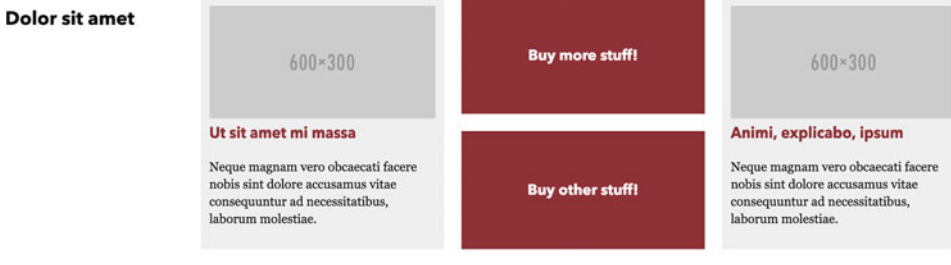 Dolor sit amet
600×300
Ut sit amet mi massa
Neque magnam vero obcaecati facere
nobis sint dolore accusamus vitae
consequuntur ad necessitatibus,
laborum molestiae.
Buy more stuff!
Buy other stuff!
600×300
Animi, explicabo, ipsum
Neque magnam vero obcaecati facere
nobis sint dolore accusamus vitae
consequuntur ad necessitatibus,
laborum molestiae.